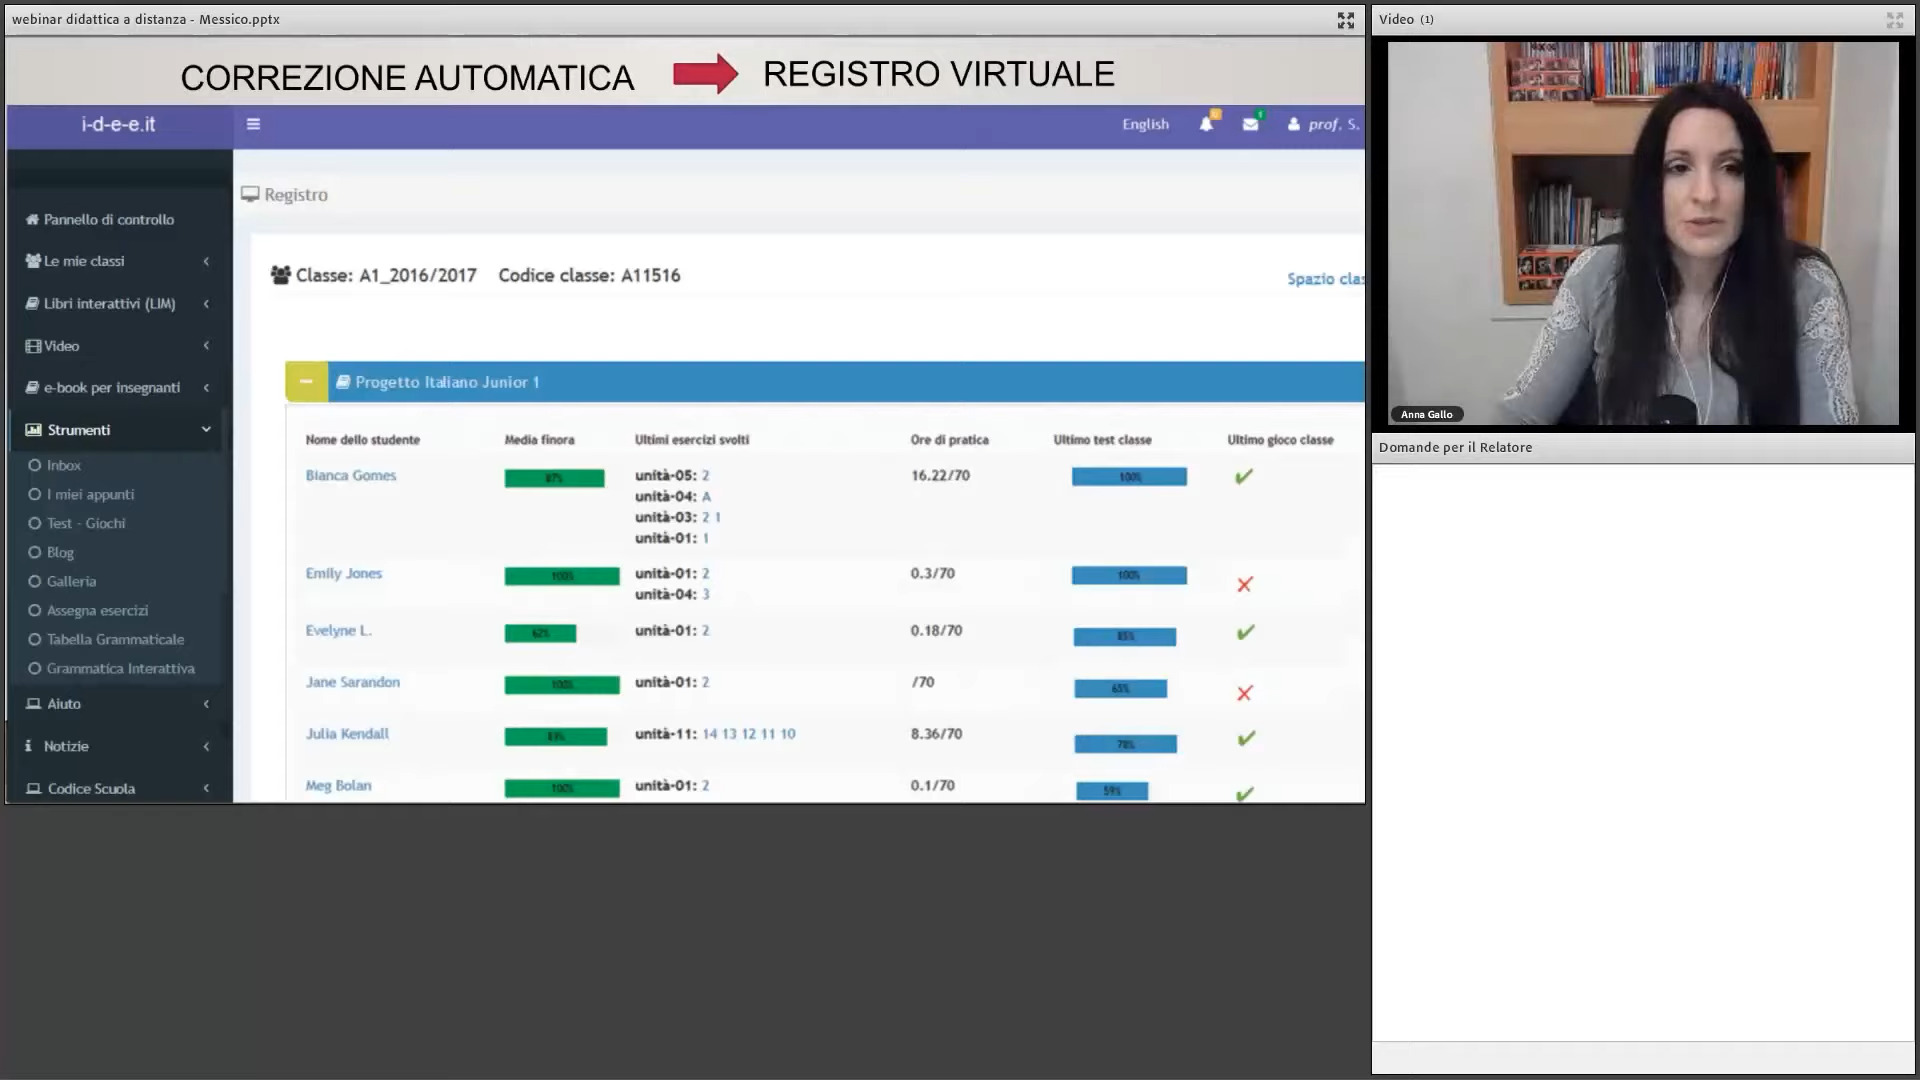 webinar didattica a distanza - Messico.pptx
CORREZIONE AUTOMATICA
REGISTRO VIRTUALE
i-d-e-e.it
English
prof. S.
Registro
Pannello di controllo
Le mie classi
Libri interattivi (LIM)
Video
e-book per insegnanti
Strumenti
Inbox
I miei appunti
Test - Giochi
Blog
Galleria
Assegna esercizi
Tabella Grammaticale
Grammatica Interattiva
Aiuto
Notizie
Codice Scuola
Classe: A1_2016/2017 Codice classe: A11516
Spazio
Progetto Italiano Junior 1
Nome dello studente Media finora Ultimi esercizi svolti Ore di pratica Ultimo test classe Ultimo gioco classe
Bianca Gomes 87% unità-05: 2 16.22/70 100%
unità-04: A
unità-03: 2 1
unità-01: 1
Emily Jones 100% unità-01: 2 0.3/70 100%
unità-04: 3
Evelyne L. 62% unità-01: 2 0.18/70 85%
Jane Sarandon 100% unità-01: 2 /70 65%
Julia Kendall unità-11: 14 13 12 11 10 8.36/70 78%
Meg Bolan 100% unità-01: 2 0.1/70 59%
Video (1)
Anna Gallo
Domande per il Relatore